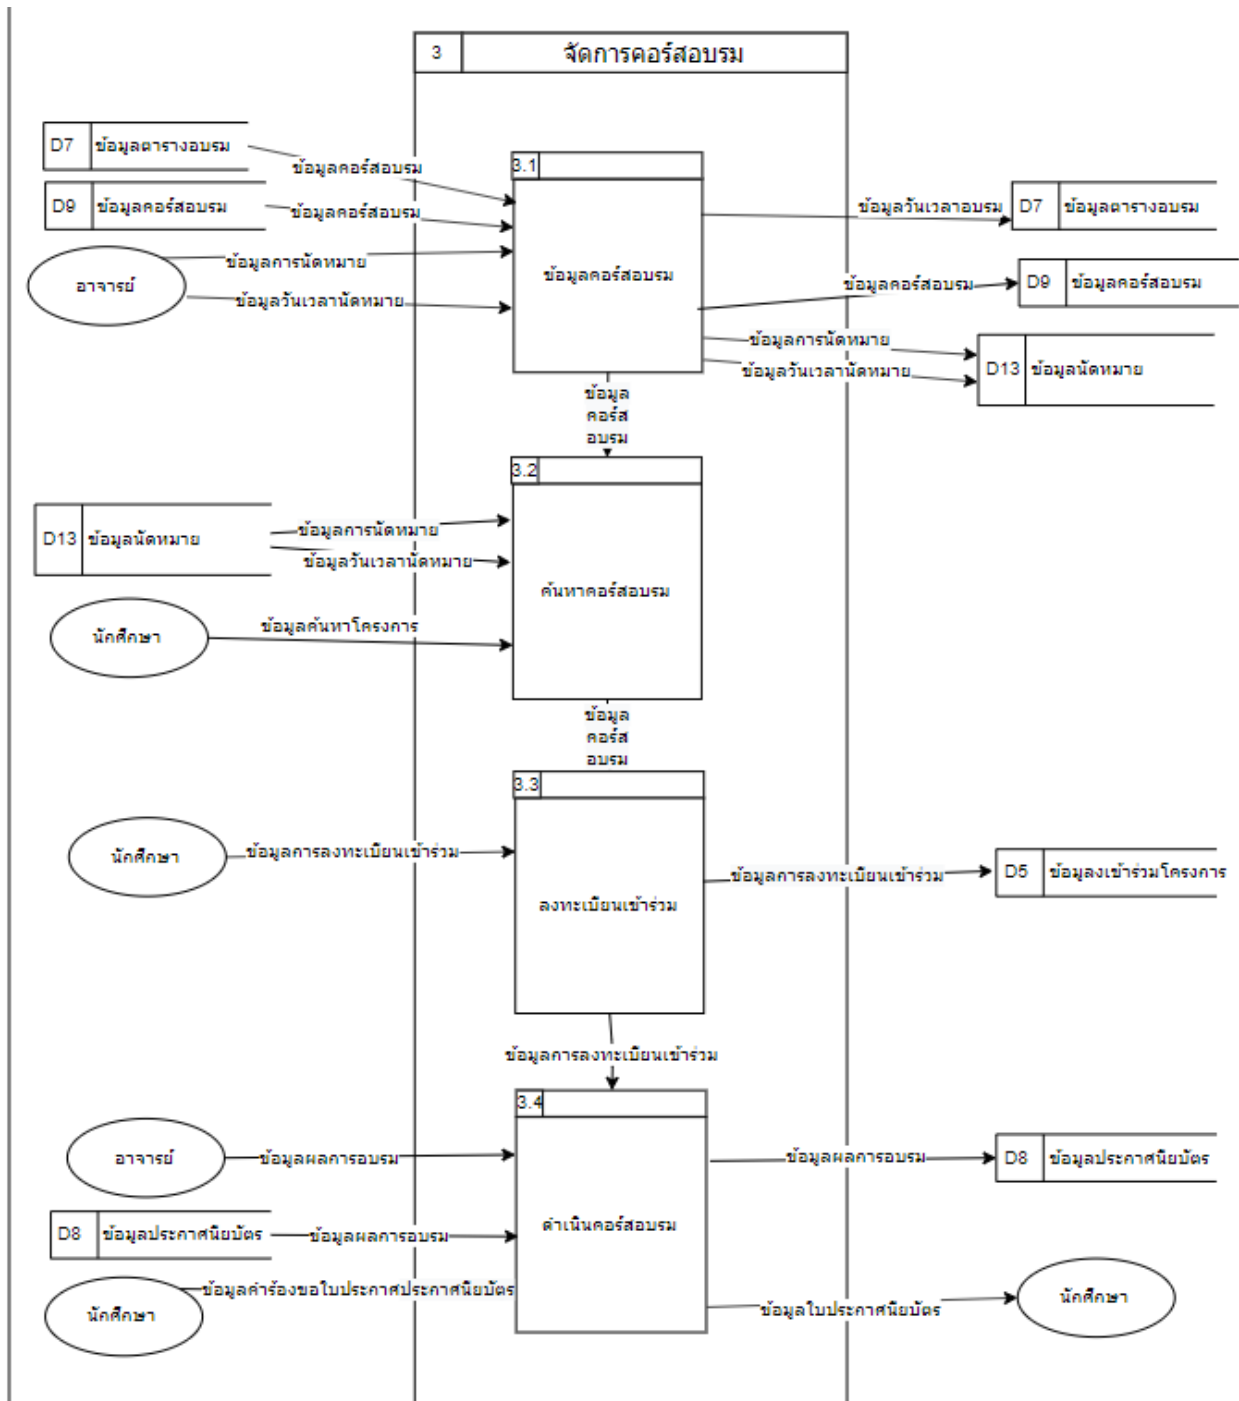 3 จัดการคอร์สอบรม
D7 ข้อมูลตารางอบรม
ข้อมูลคอร์สอบรม
3.1
D9 ข้อมูลคอร์สอบรม
ข้อมูลคอร์สอบรม
ข้อมูลวันเวลาอบรม
D7 ข้อมูลตารางอบรม
อาจารย์
ข้อมูลการนัดหมาย
ข้อมูลวันเวลานัดหมาย
ข้อมูลคอร์สอบรม
ข้อมูลคอร์สอบรม
D9 ข้อมูลคอร์สอบรม
ข้อมูลการนัดหมาย
ข้อมูลวันเวลานัดหมาย
D13 ข้อมูลนัดหมาย
ข้อมูล
คอร์ส
อบรม
3.2
D13 ข้อมูลนัดหมาย
ข้อมูลการนัดหมาย
ข้อมูลวันเวลานัดหมาย
ค้นหาคอร์สอบรม
นักศึกษา
ข้อมูลค้นหาโครงการ
ข้อมูล
คอร์ส
อบรม
3.3
นักศึกษา
ข้อมูลการลงทะเบียนเข้าร่วม
ลงทะเบียนเข้าร่วม
ข้อมูลการลงทะเบียนเข้าร่วม
D5 ข้อมูลงเข้าร่วมโครงการ
ข้อมูลการลงทะเบียนเข้าร่วม
3.4
อาจารย์
ข้อมูลผลการอบรม
ข้อมูลผลการอบรม
D8 ข้อมูลประกาศนียบัตร
D8 ข้อมูลประกาศนียบัตร
ข้อมูลผลการอบรม
ดำเนินคอร์สอบรม
นักศึกษา
ข้อมูลคำร้องขอใบประกาศประกาศนียบัตร
ข้อมูลใบประกาศนียบัตร
นักศึกษา